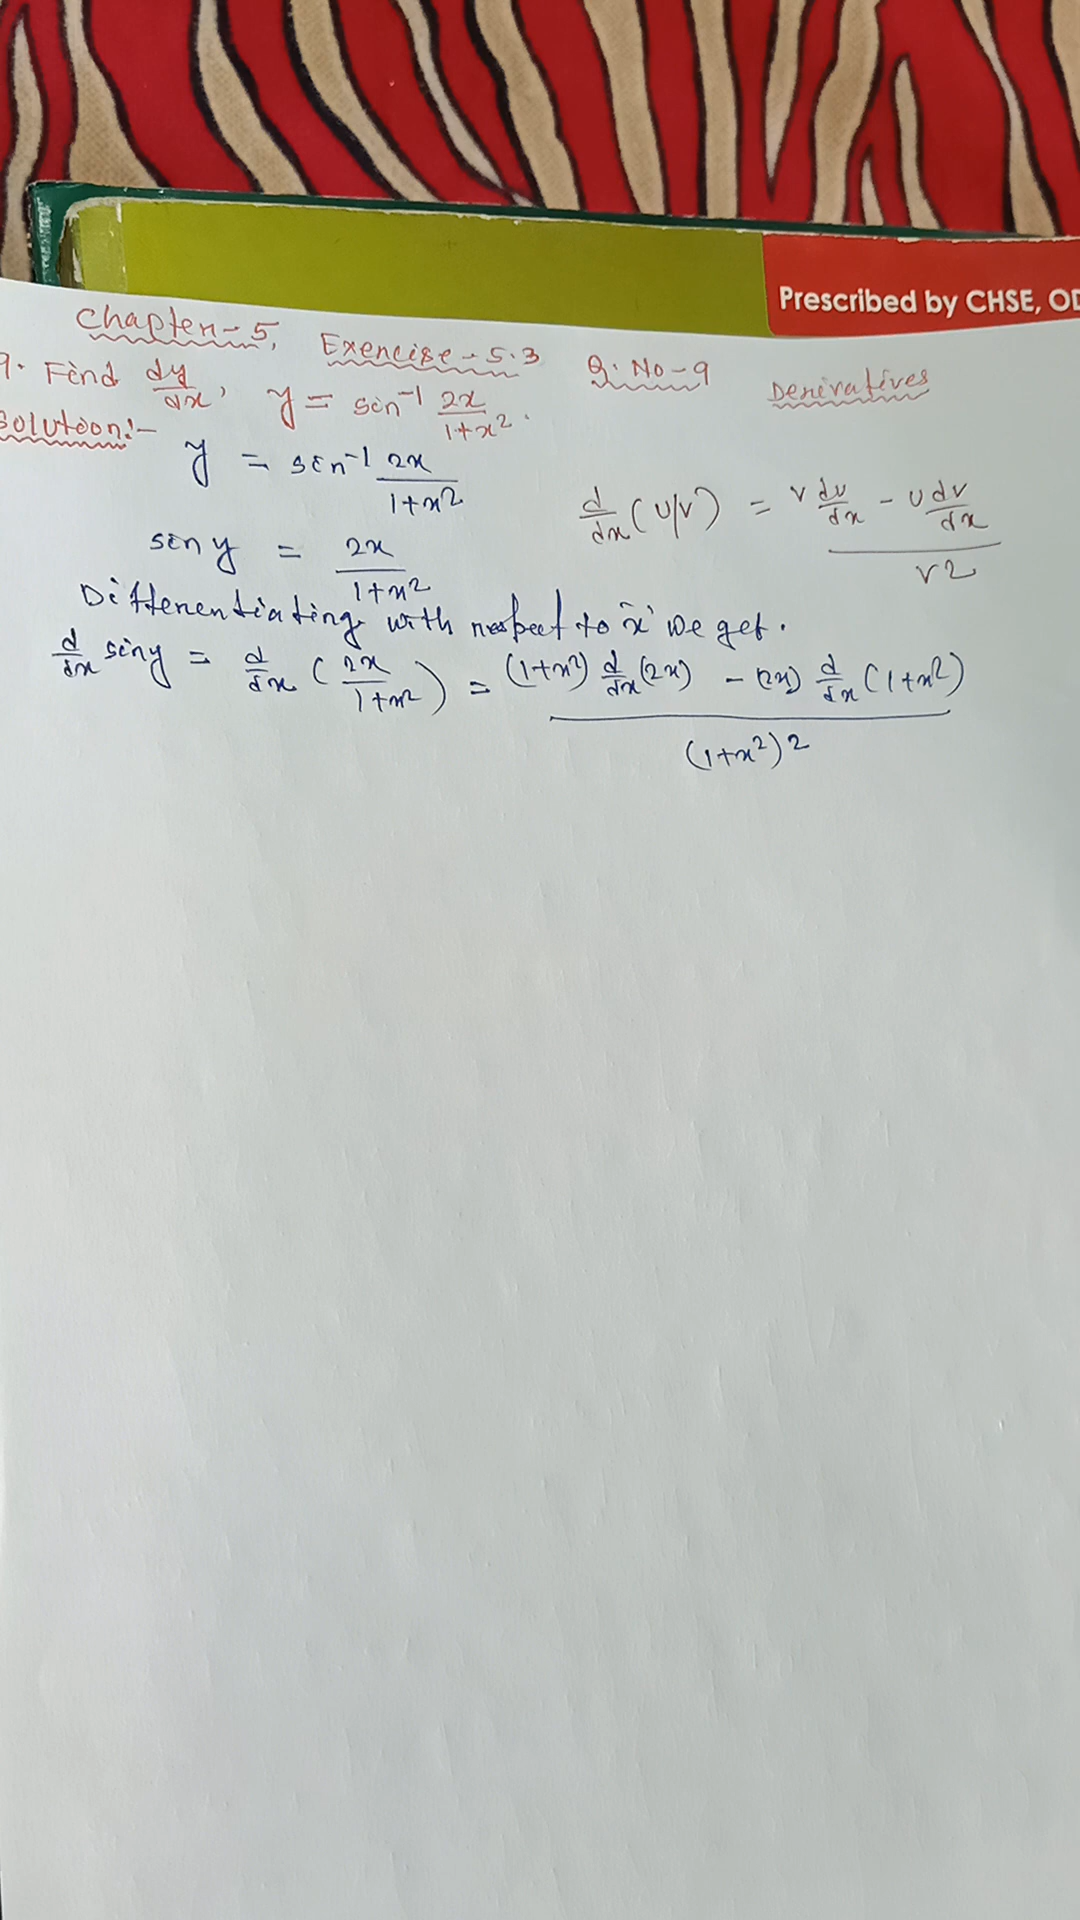 Prescribed by CHSE, OD
Chapter-5, Exercise-5.3 Q. No-9 Derivatives
9. Find dy/dx, y = sin⁻¹ 2x/1+x².
Solution:-
y = sin⁻¹ 2x/1+x²
d/dx (u/v) = v du/dx - u dv/dx / v2
sin y = 2x/1+x²
Differentiating with respect to 'x' we get.
d/dx sin y = d/dx (2x/1+x²) = (1+x²) d/dx (2x) - (2x) d/dx (1+x²) / (1+x²)2